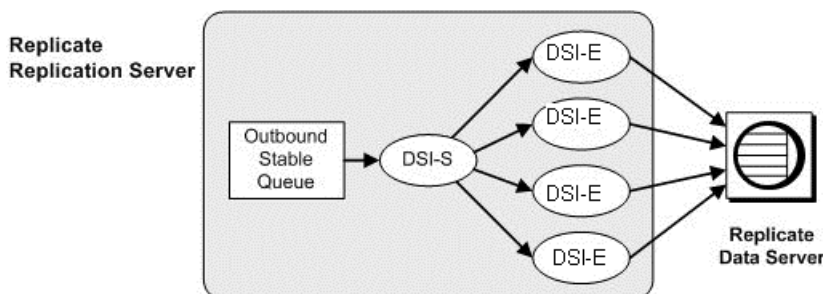 Replicate
Replication Server
Outbound
Stable
Queue
DSI-S
DSI-E
DSI-E
DSI-E
DSI-E
Replicate
Data Server